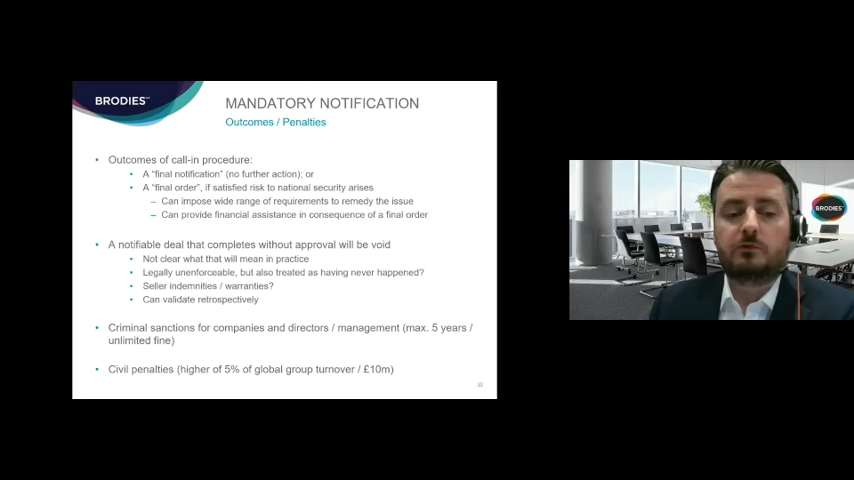 BRODIES LLP
MANDATORY NOTIFICATION
Outcomes / Penalties
• Outcomes of call-in procedure:
• A "final notification" (no further action); or
• A "final order", if satisfied risk to national security arises
– Can impose wide range of requirements to remedy the issue
– Can provide financial assistance in consequence of a final order
• A notifiable deal that completes without approval will be void
• Not clear what that will mean in practice
• Legally unenforceable, but also treated as having never happened?
• Seller indemnities / warranties?
• Can validate retrospectively
• Criminal sanctions for companies and directors / management (max. 5 years /
unlimited fine)
• Civil penalties (higher of 5% of global group turnover / £10m)
BRODIES